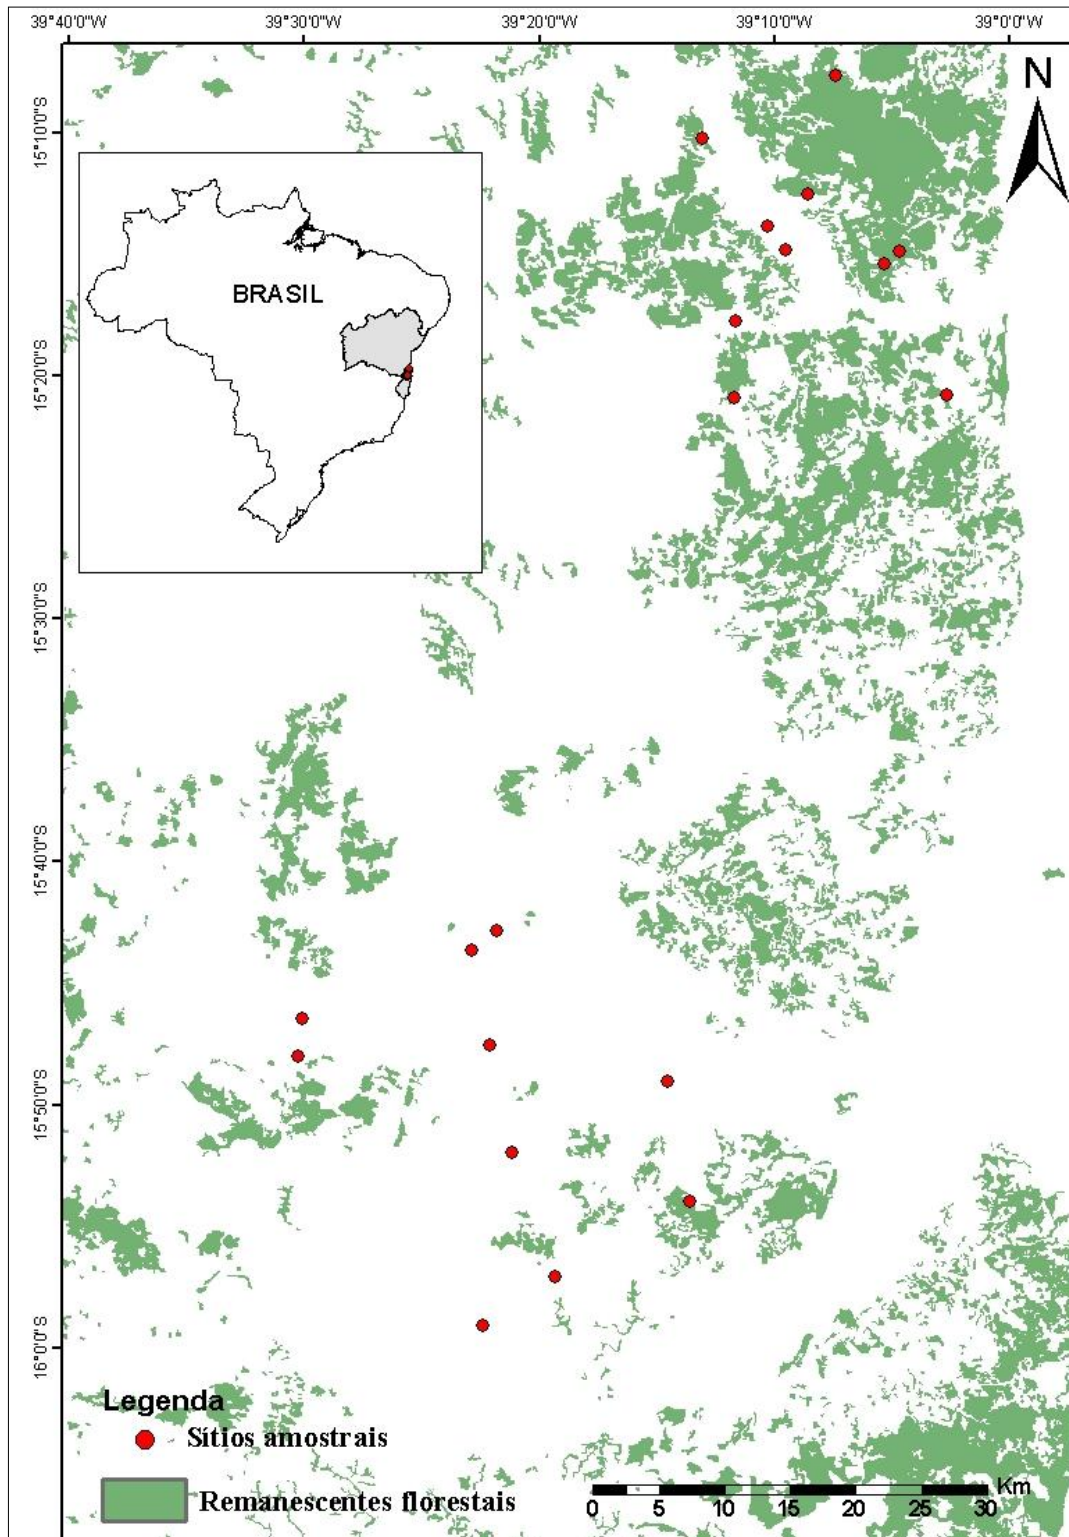 39°40'0"W 39°30'0"W 39°20'0"W 39°10'0"W 39°0'0"W
N
15°10'0"S
BRASIL
15°20'0"S
15°30'0"S
15°40'0"S
15°50'0"S
16°0'0"S
Legenda
Sítios amostrais
Remanescentes florestais
Km
0 5 10 15 20 25 30